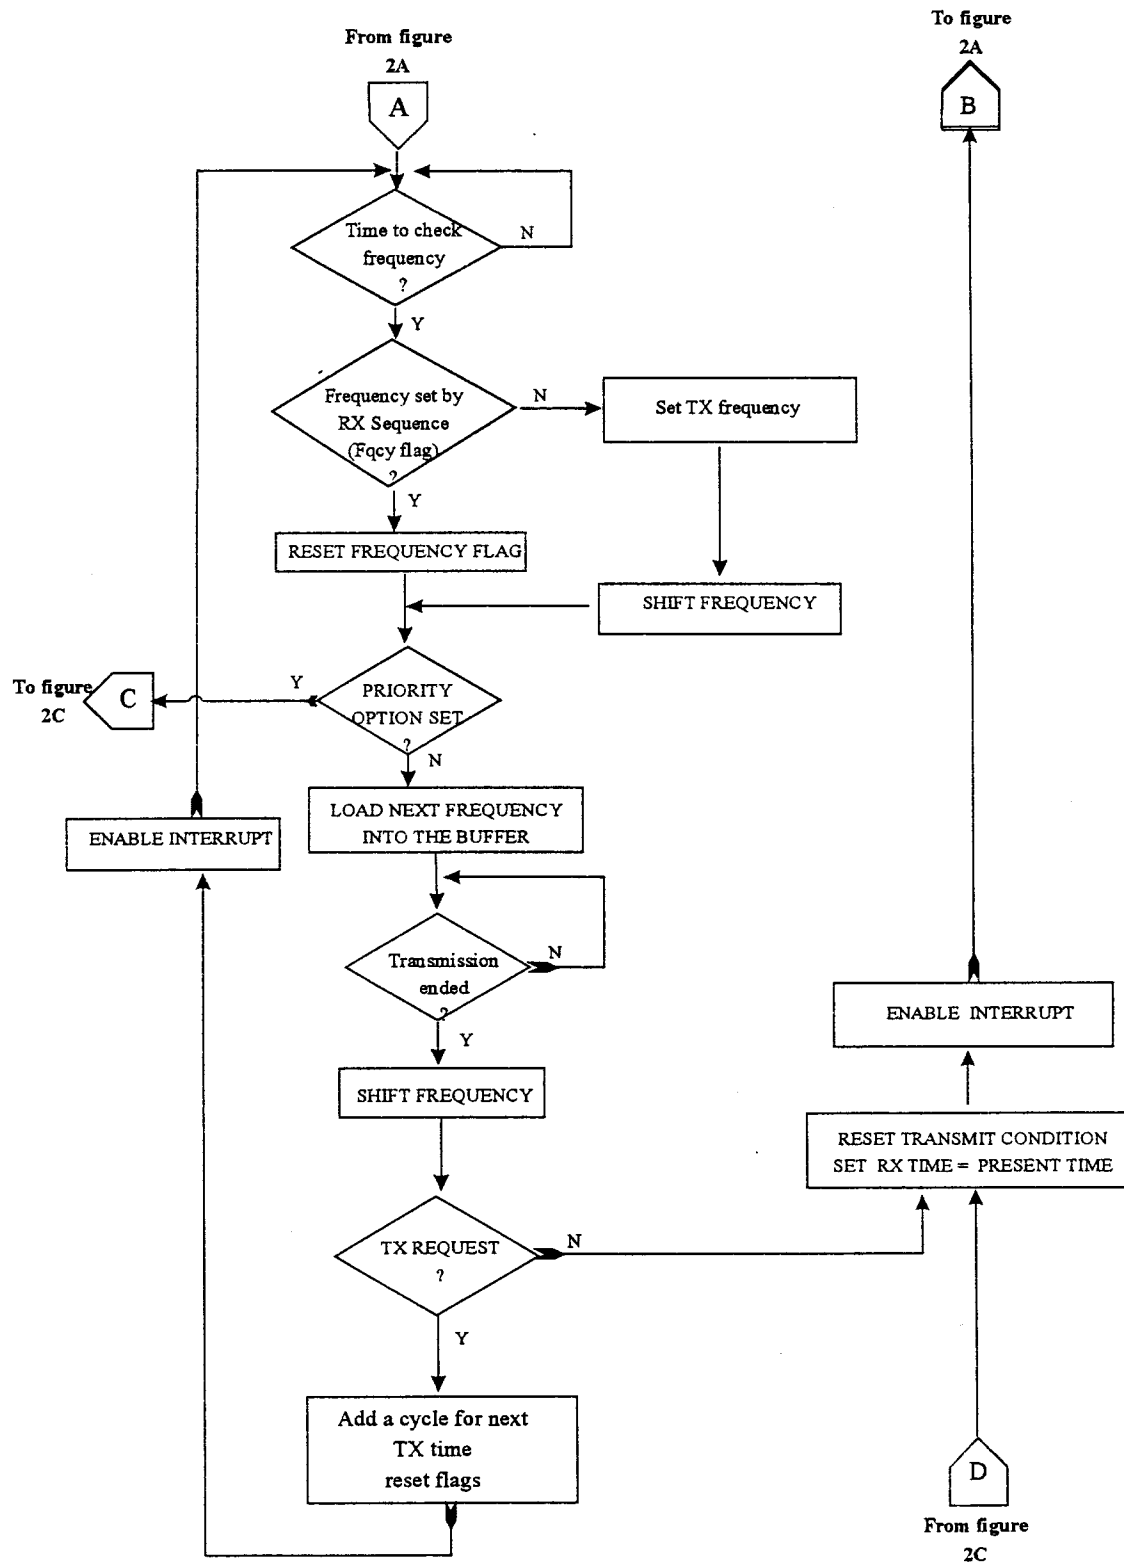 From figure
2A
A
To figure
2A
B
Time to check
frequency
?
N
Y
Frequency set by
RX Sequence
(Fqcy flag)
?
N
Set TX frequency
Y
RESET FREQUENCY FLAG
SHIFT FREQUENCY
To figure
2C
C
Y
PRIORITY
OPTION SET
?
N
LOAD NEXT FREQUENCY
INTO THE BUFFER
ENABLE INTERRUPT
Transmission
ended
?
N
Y
SHIFT FREQUENCY
ENABLE INTERRUPT
RESET TRANSMIT CONDITION
SET RX TIME = PRESENT TIME
TX REQUEST
?
N
Y
Add a cycle for next
TX time
reset flags
D
From figure
2C